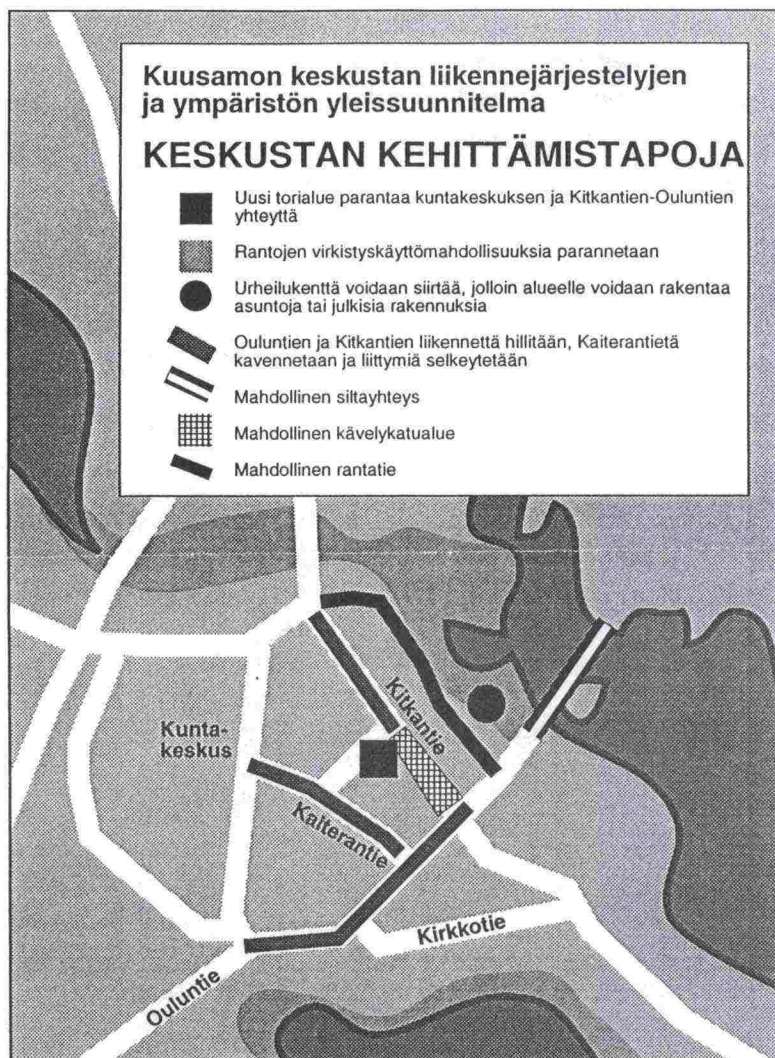 Kuusamon keskustan liikennejärjestelyjen
ja ympäristön yleissuunnitelma
KESKUSTAN KEHITTÄMISTAPOJA
Uusi torialue parantaa kuntakeskuksen ja Kitkantien-Ouluntien
yhteyttä
Rantojen virkistyskäyttömahdollisuuksia parannetaan
Urheilukenttä voidaan siirtää, jolloin alueelle voidaan rakentaa
asuntoja tai julkisia rakennuksia
Ouluntien ja Kitkantien liikennettä hillitään, Kaiterantietä
kavennetaan ja liittymiä selkeytetään
Mahdollinen siltayhteys
Mahdollinen kävelykatualue
Mahdollinen rantatie
Kitkantie
Kunta-
keskus
Kaiterantie
Kirkkotie
Ouluntie